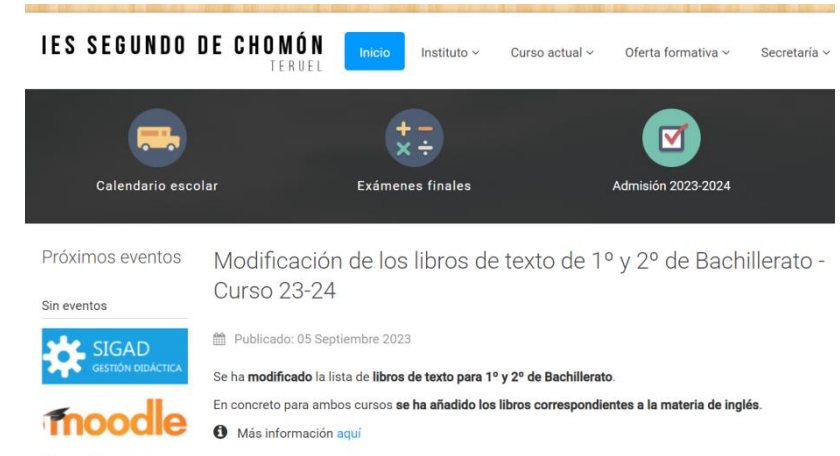 IES SEGUNDO DE CHOMÓN
TERUEL
Inicio
Instituto
Curso actual
Oferta formativa
Secretaría
Calendario escolar
Exámenes finales
Admisión 2023-2024
Próximos eventos
Sin eventos
SIGAD
GESTIÓN DIDÁCTICA
moodle
Modificación de los libros de texto de 1º y 2º de Bachillerato -
Curso 23-24
Publicado: 05 Septiembre 2023
Se ha modificado la lista de libros de texto para 1º y 2º de Bachillerato.
En concreto para ambos cursos se ha añadido los libros correspondientes a la materia de inglés.
Más información aquí